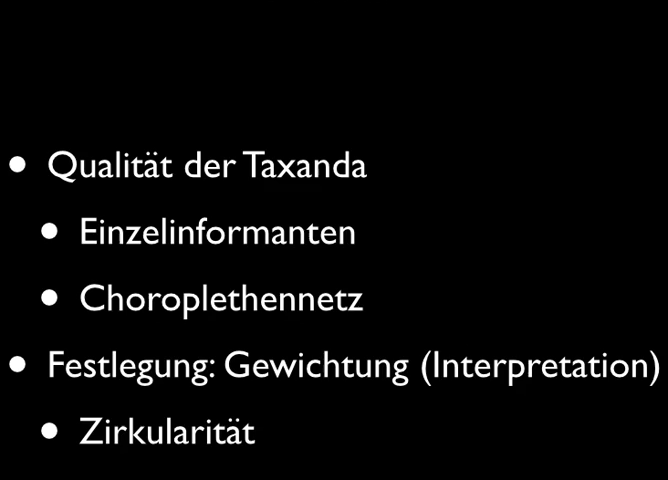 • Qualität der Taxanda
• Einzelinformanten
• Choroplethennetz
• Festlegung: Gewichtung (Interpretation)
• Zirkularität